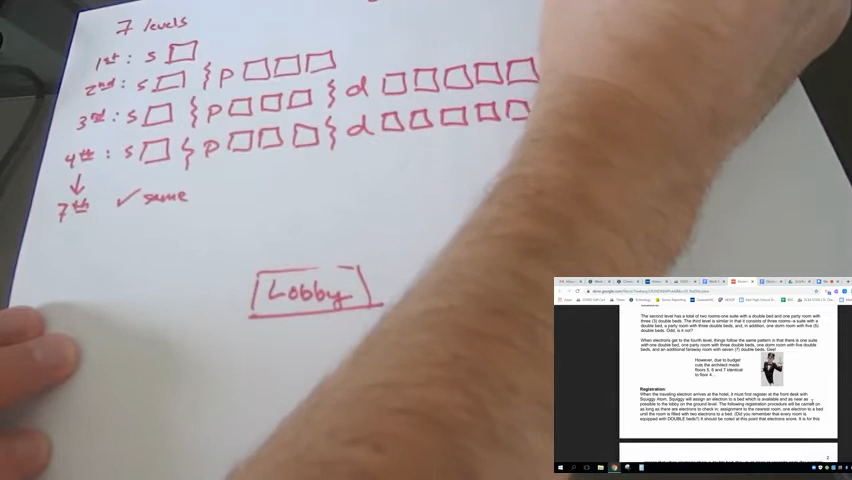 7 levels
1st: s
2nd: s } p
3rd: s } p } d
4th: s } p } d
7th ✓ same
Lobby
The second level has a total of two rooms-one suite with a double bed and one party room with
three (3) double beds. The third level is similar in that it consists of three rooms-a suite with a
double bed, a party room with three double beds, and, in addition, one dorm room with five (5)
double beds. Odd, is it not?
When electrons get to the fourth level, things follow the same pattern in that there is one suite
with one double bed, one party room with three double beds, one dorm room with five double
beds, and an additional faraway room with seven (7) double beds. Gee!
However, due to budget
cuts the architect made
floors 5, 6 and 7 identical
to floor 4...
Registration:
When the traveling electron arrives at the hotel, it must first register at the front desk with
Squiggy Atom. Squiggy will assign an electron to a bed which is available and as near as
possible to the lobby on the ground level. The following registration procedure will be carried on
as long as there are electrons to check in: assignment to the nearest room, one electron to a bed
until the room is filled with two electrons to a bed. (Did you remember that every room is
equipped with DOUBLE beds?) It should be noted at this point that electrons snore. It is for this
2